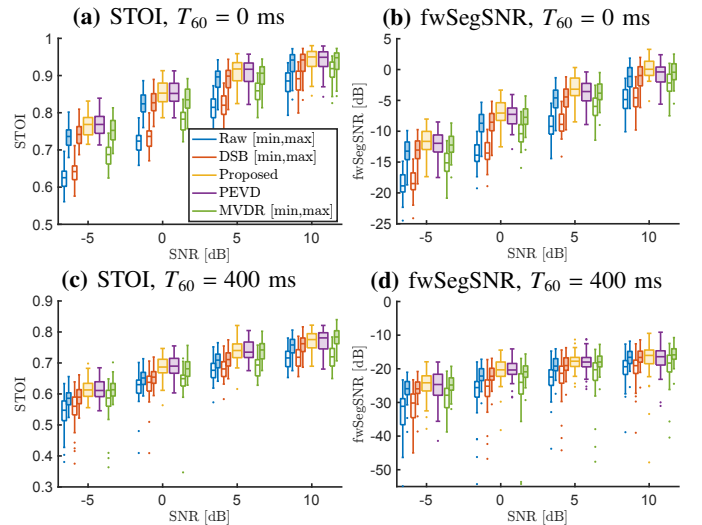 (a) STOI, T60 = 0 ms
STOI
1
0.9
0.8
0.7
0.6
0.5
-5
0
5
10
SNR [dB]
Raw [min,max]
DSB [min,max]
Proposed
PEVD
MVDR [min,max]
(b) fwSegSNR, T60 = 0 ms
fwSegSNR [dB]
5
0
-5
-10
-15
-20
-25
-5
0
5
10
SNR [dB]
(c) STOI, T60 = 400 ms
STOI
0.9
0.8
0.7
0.6
0.5
0.4
0.3
-5
0
5
10
SNR [dB]
(d) fwSegSNR, T60 = 400 ms
fwSegSNR [dB]
0
-10
-20
-30
-40
-50
-5
0
5
10
SNR [dB]